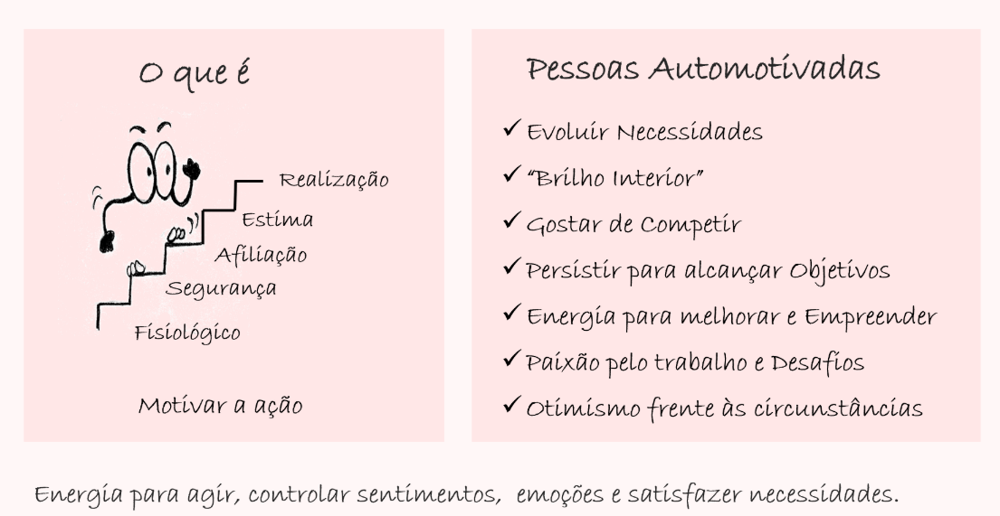 O que é
Realização
Estima
Afiliação
Segurança
Fisiológico
Motivar a ação
Pessoas Automotivadas
✓ Evoluir Necessidades
✓ “Brilho Interior”
✓ Gostar de Competir
✓ Persistir para alcançar Objetivos
✓ Energia para melhorar e Empreender
✓ Paixão pelo trabalho e Desafios
✓ Otimismo frente às circunstâncias
Energia para agir, controlar sentimentos, emoções e satisfazer necessidades.